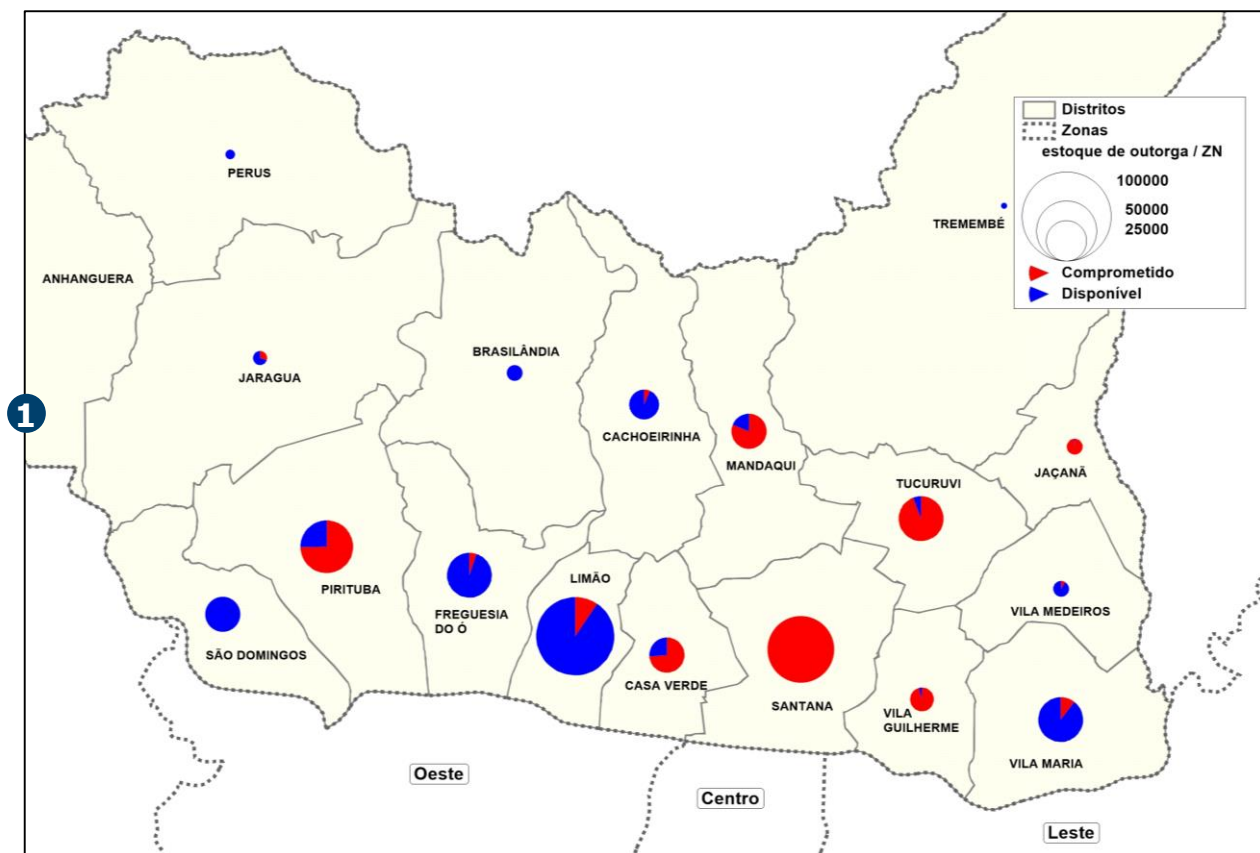 Distritos
Zonas
estoque de outorga / ZN
100000
50000
25000
Comprometido
Disponível
PERUS
TREMEMBÉ
ANHANGUERA
BRASILÂNDIA
JARAGUA
1
CACHOEIRINHA
MANDAQUI
JAÇANÃ
TUCURUVI
LIMÃO
PIRITUBA
FREGUESIA
DO Ó
VILA MEDEIROS
SÃO DOMINGOS
CASA VERDE
SANTANA
VILA
GUILHERME
VILA MARIA
Oeste
Centro
Leste